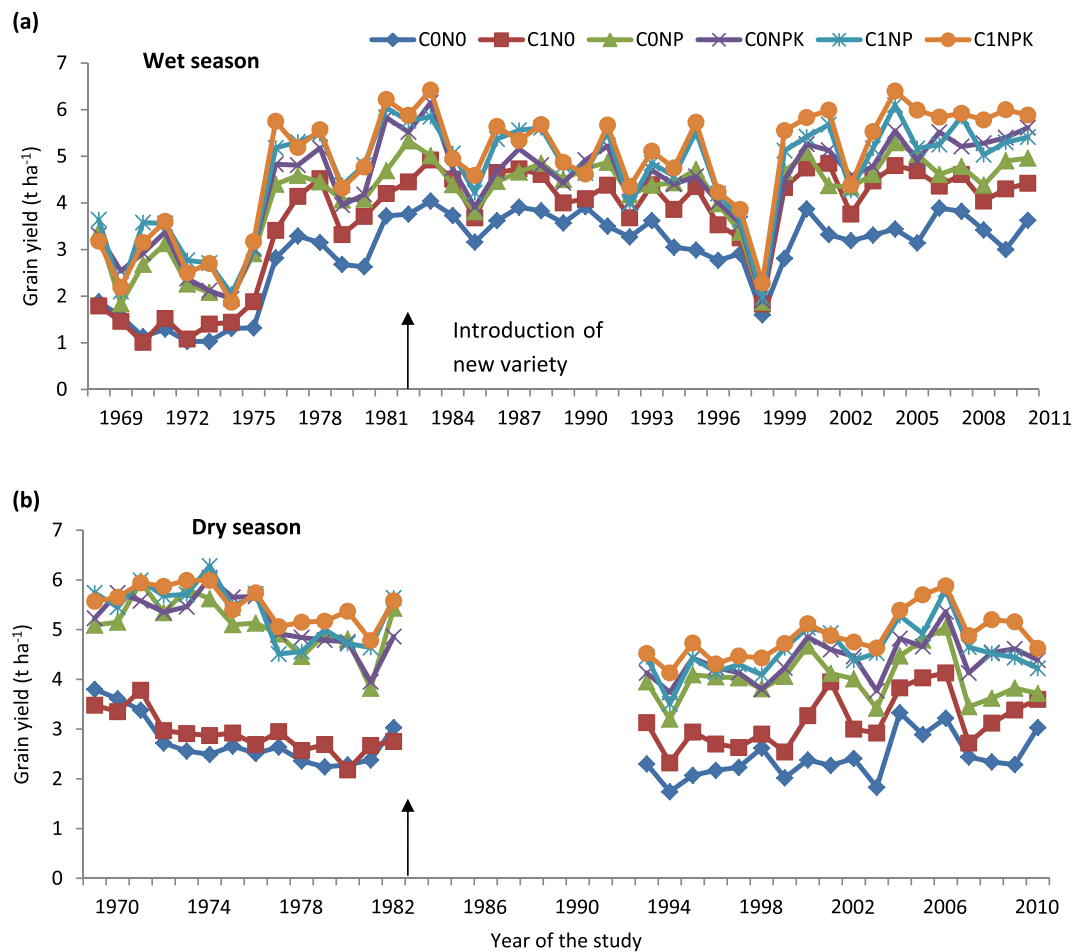 (a)
C0N0 C1N0 C0NP C0NPK C1NP C1NPK
Wet season
Grain yield (t ha-1)
7
6
5
4
3
2
1
0
Introduction of
new variety
1969 1972 1975 1978 1981 1984 1987 1990 1993 1996 1999 2002 2005 2008 2011
(b)
Dry season
Grain yield (t ha-1)
7
6
5
4
3
2
1
0
1970 1974 1978 1982 1986 1990 1994 1998 2002 2006 2010
Year of the study